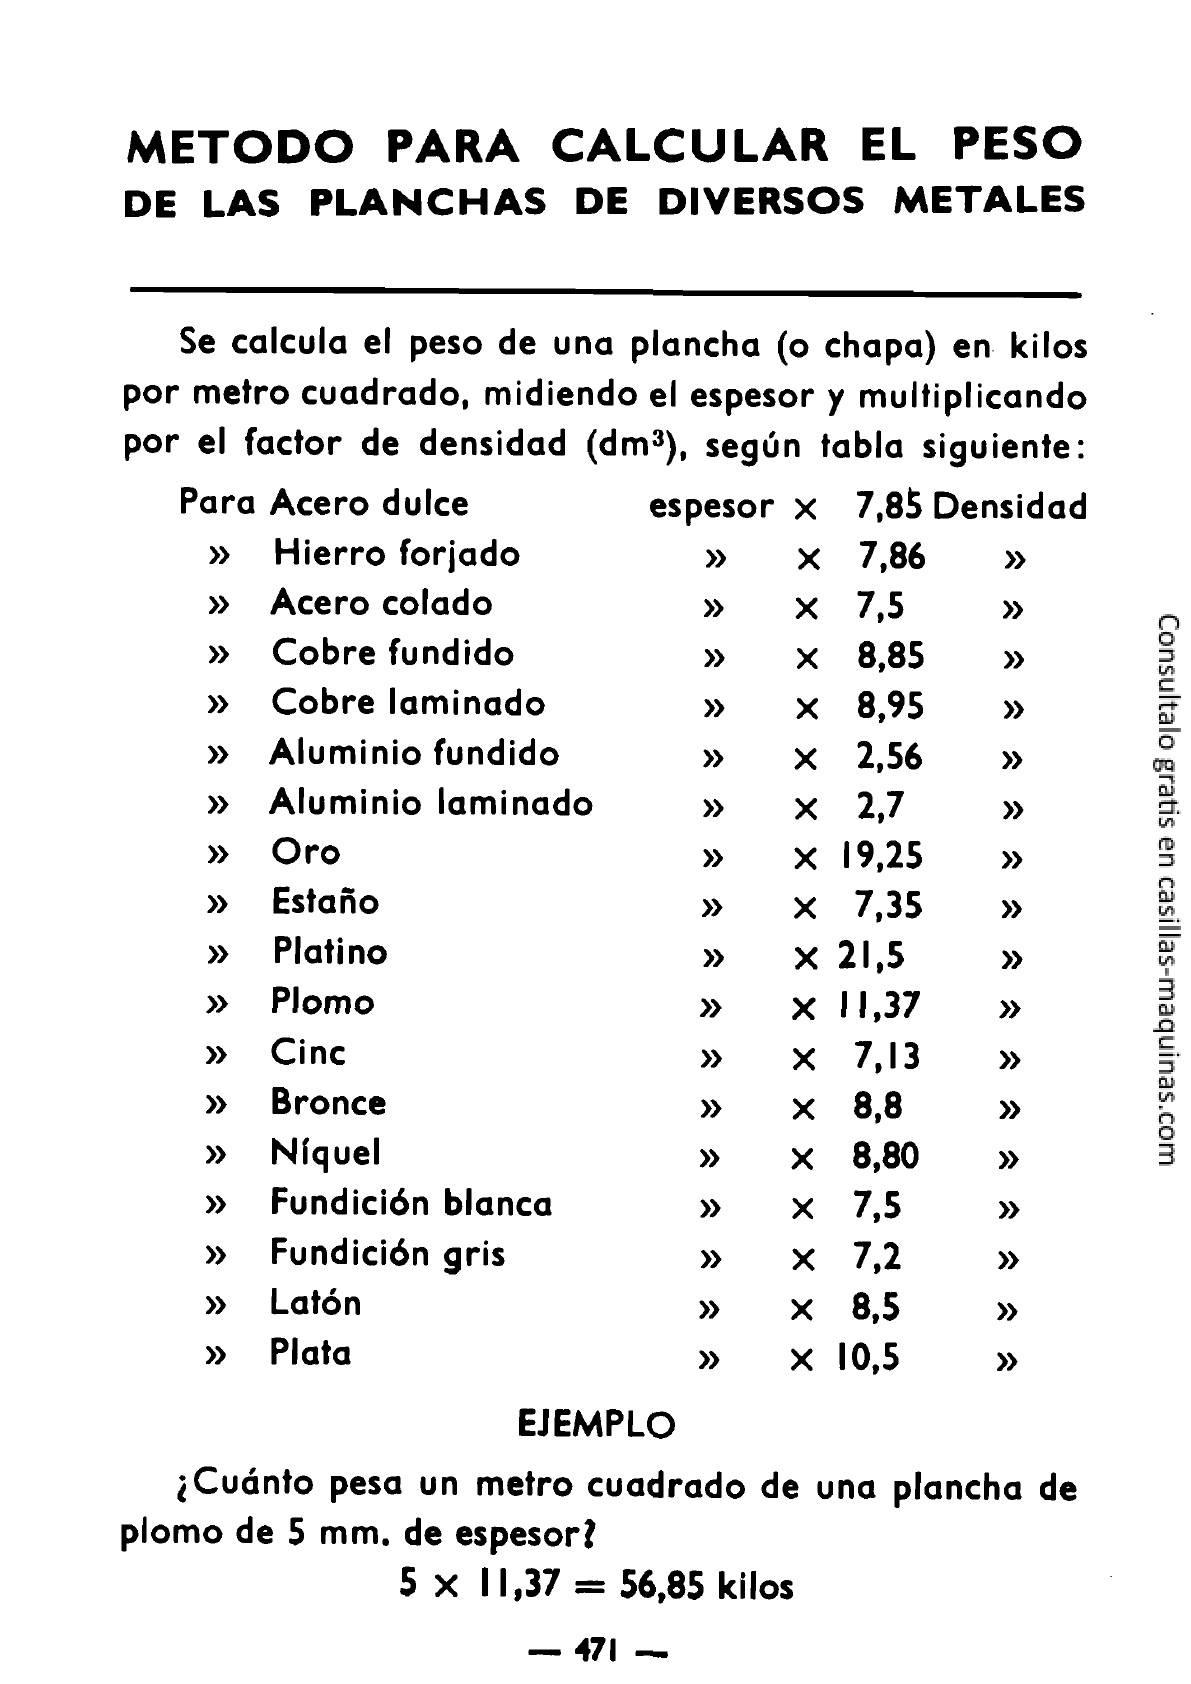 METODO PARA CALCULAR EL PESO
DE LAS PLANCHAS DE DIVERSOS METALES
Se calcula el peso de una plancha (o chapa) en kilos
por metro cuadrado, midiendo el espesor y multiplicando
por el factor de densidad (dm³), según tabla siguiente:
Para Acero dulce espesor × 7,85 Densidad
» Hierro forjado » × 7,86 »
» Acero colado » × 7,5 »
» Cobre fundido » × 8,85 »
» Cobre laminado » × 8,95 »
» Aluminio fundido » × 2,56 »
» Aluminio laminado » × 2,7 »
» Oro » × 19,25 »
» Estaño » × 7,35 »
» Platino » × 21,5 »
» Plomo » × 11,37 »
» Cinc » × 7,13 »
» Bronce » × 8,8 »
» Níquel » × 8,80 »
» Fundición blanca » × 7,5 »
» Fundición gris » × 7,2 »
» Latón » × 8,5 »
» Plata » × 10,5 »
EJEMPLO
¿Cuánto pesa un metro cuadrado de una plancha de
plomo de 5 mm. de espesor?
5 × 11,37 = 56,85 kilos
— 471 —
Consultalo gratis en casillas-maquinas.com